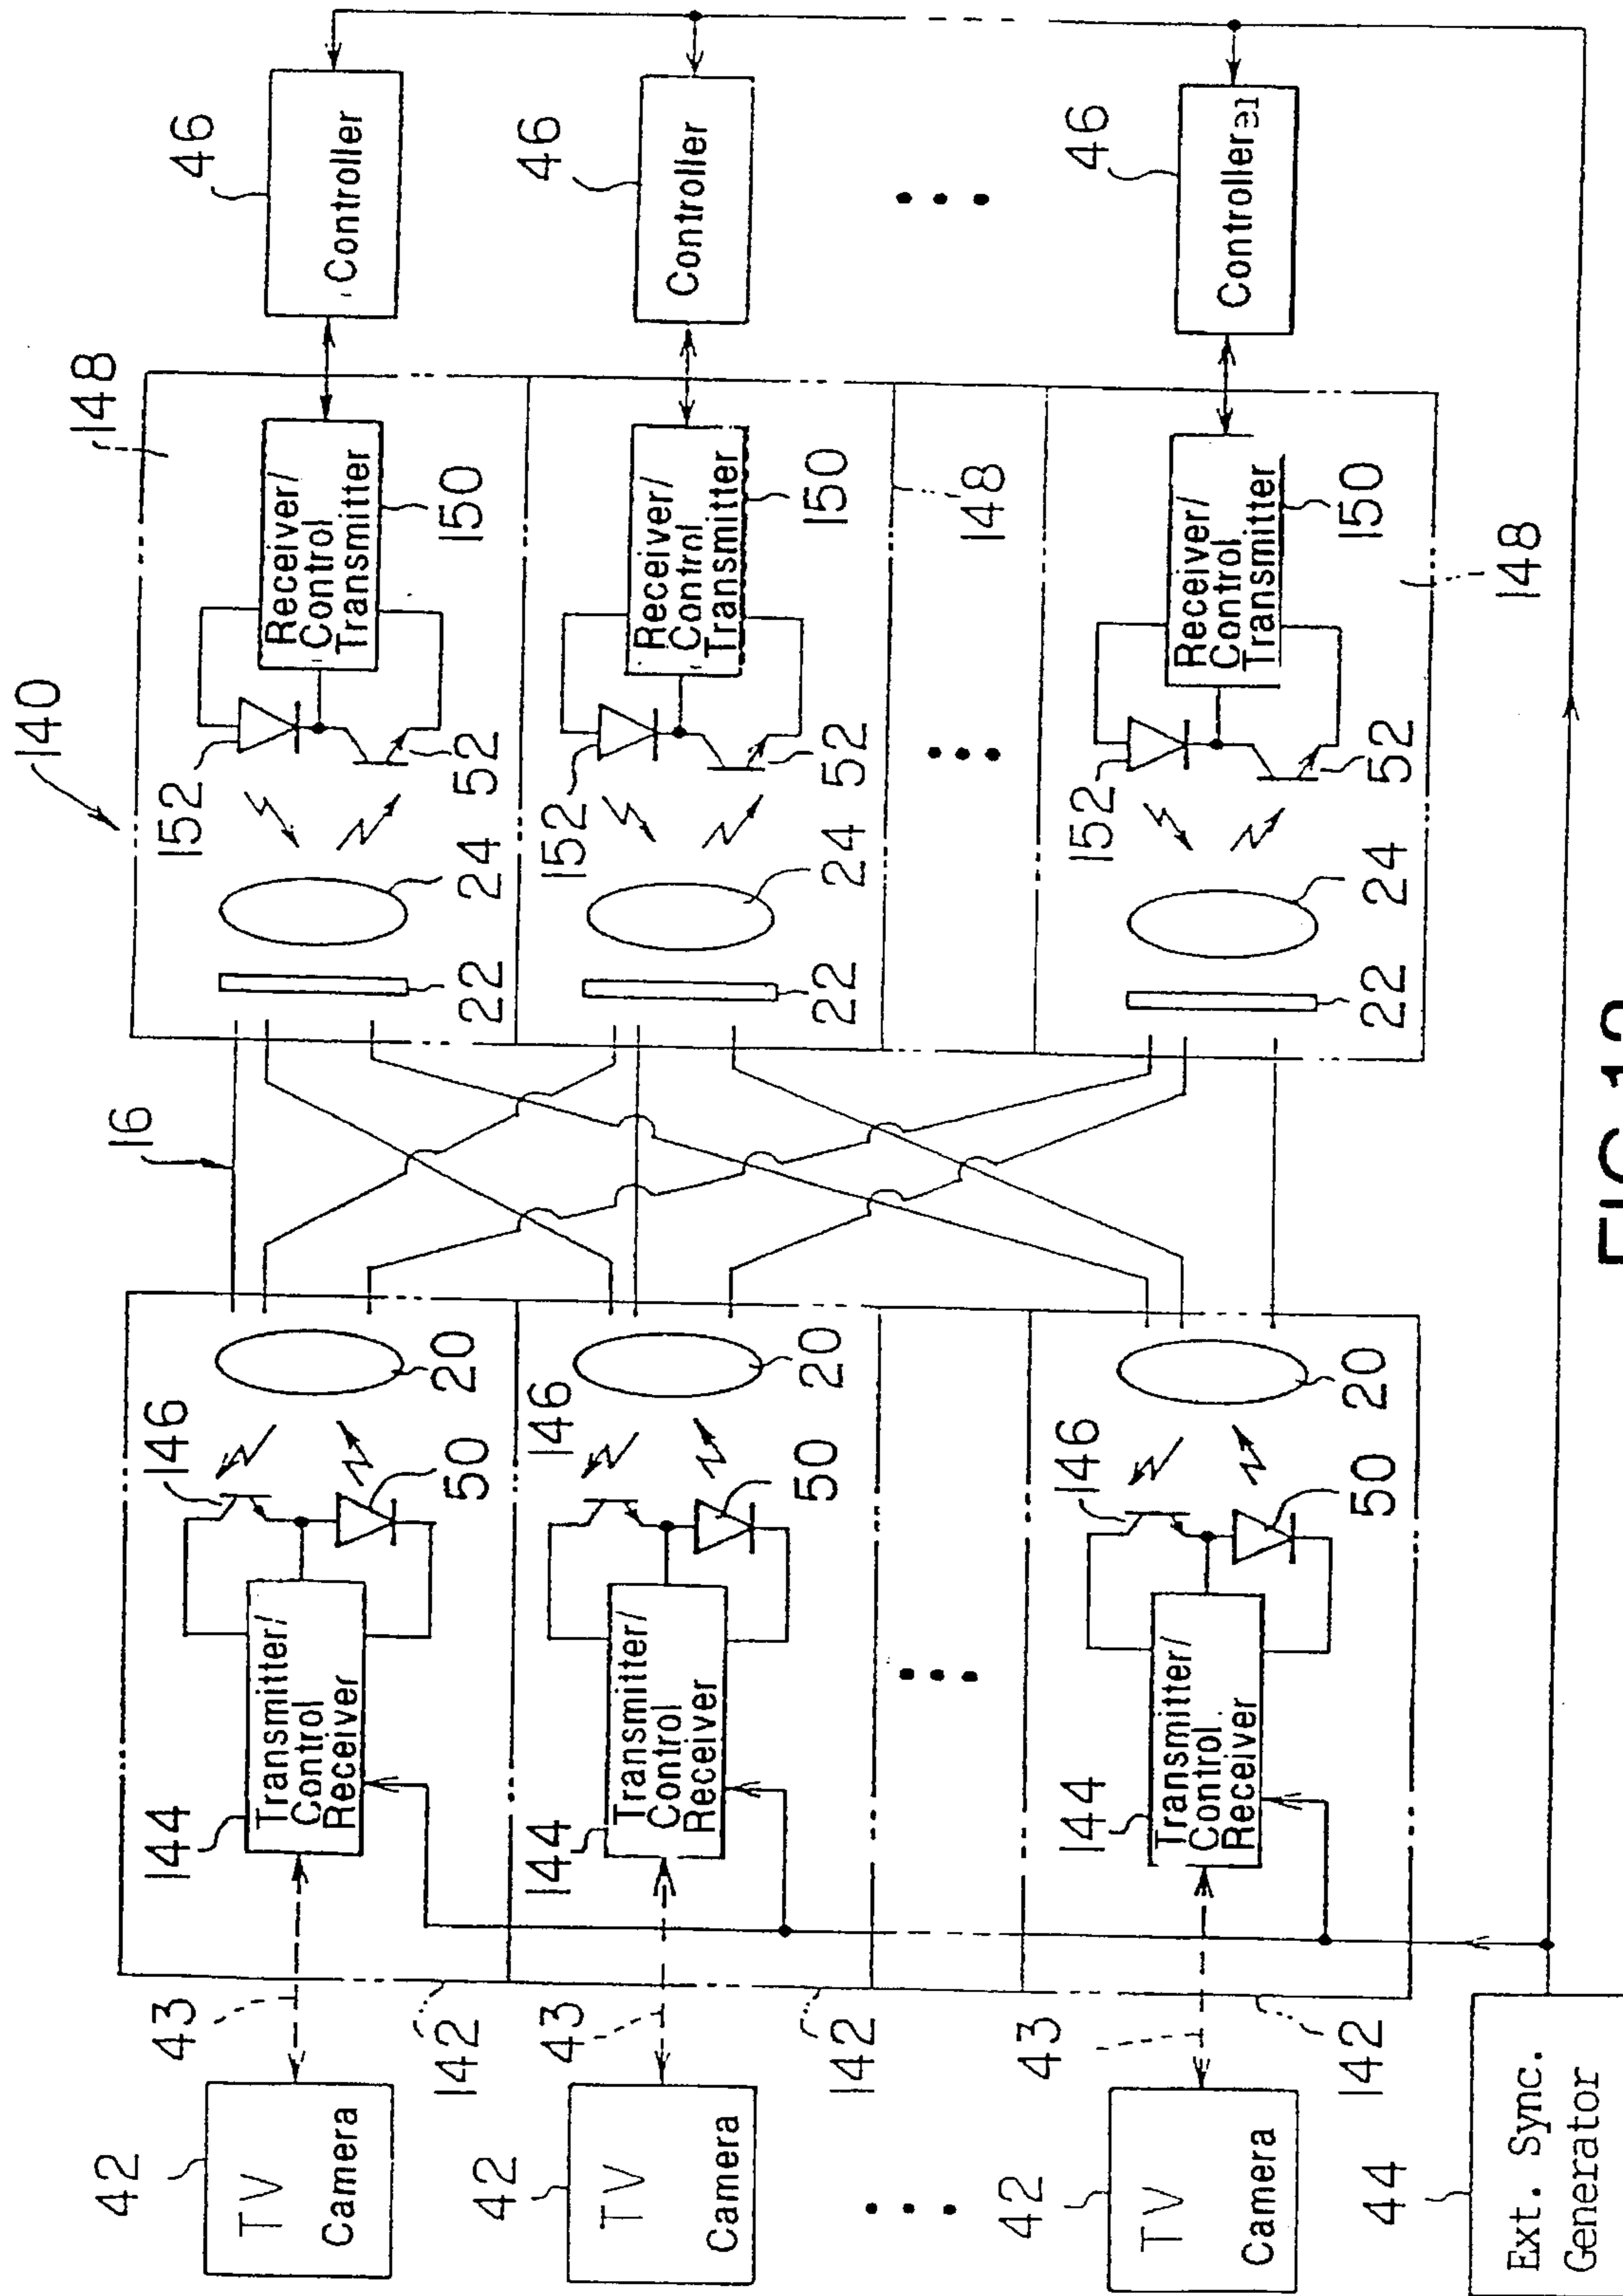 140
16
148
42
TV
Camera
43
142
144
Transmitter/
Control
Receiver
146
50
20
22
24
152
52
Receiver/
Control
Transmitter
150
46
Controller
42
TV
Camera
43
142
144
Transmitter/
Control
Receiver
146
50
20
22
24
152
52
Receiver/
Control
Transmitter
150
46
Controller
148
42
TV
Camera
43
142
144
Transmitter/
Control
Receiver
146
50
20
22
24
152
52
Receiver/
Control
Transmitter
150
148
46
Controller
44
Ext. Sync.
Generator